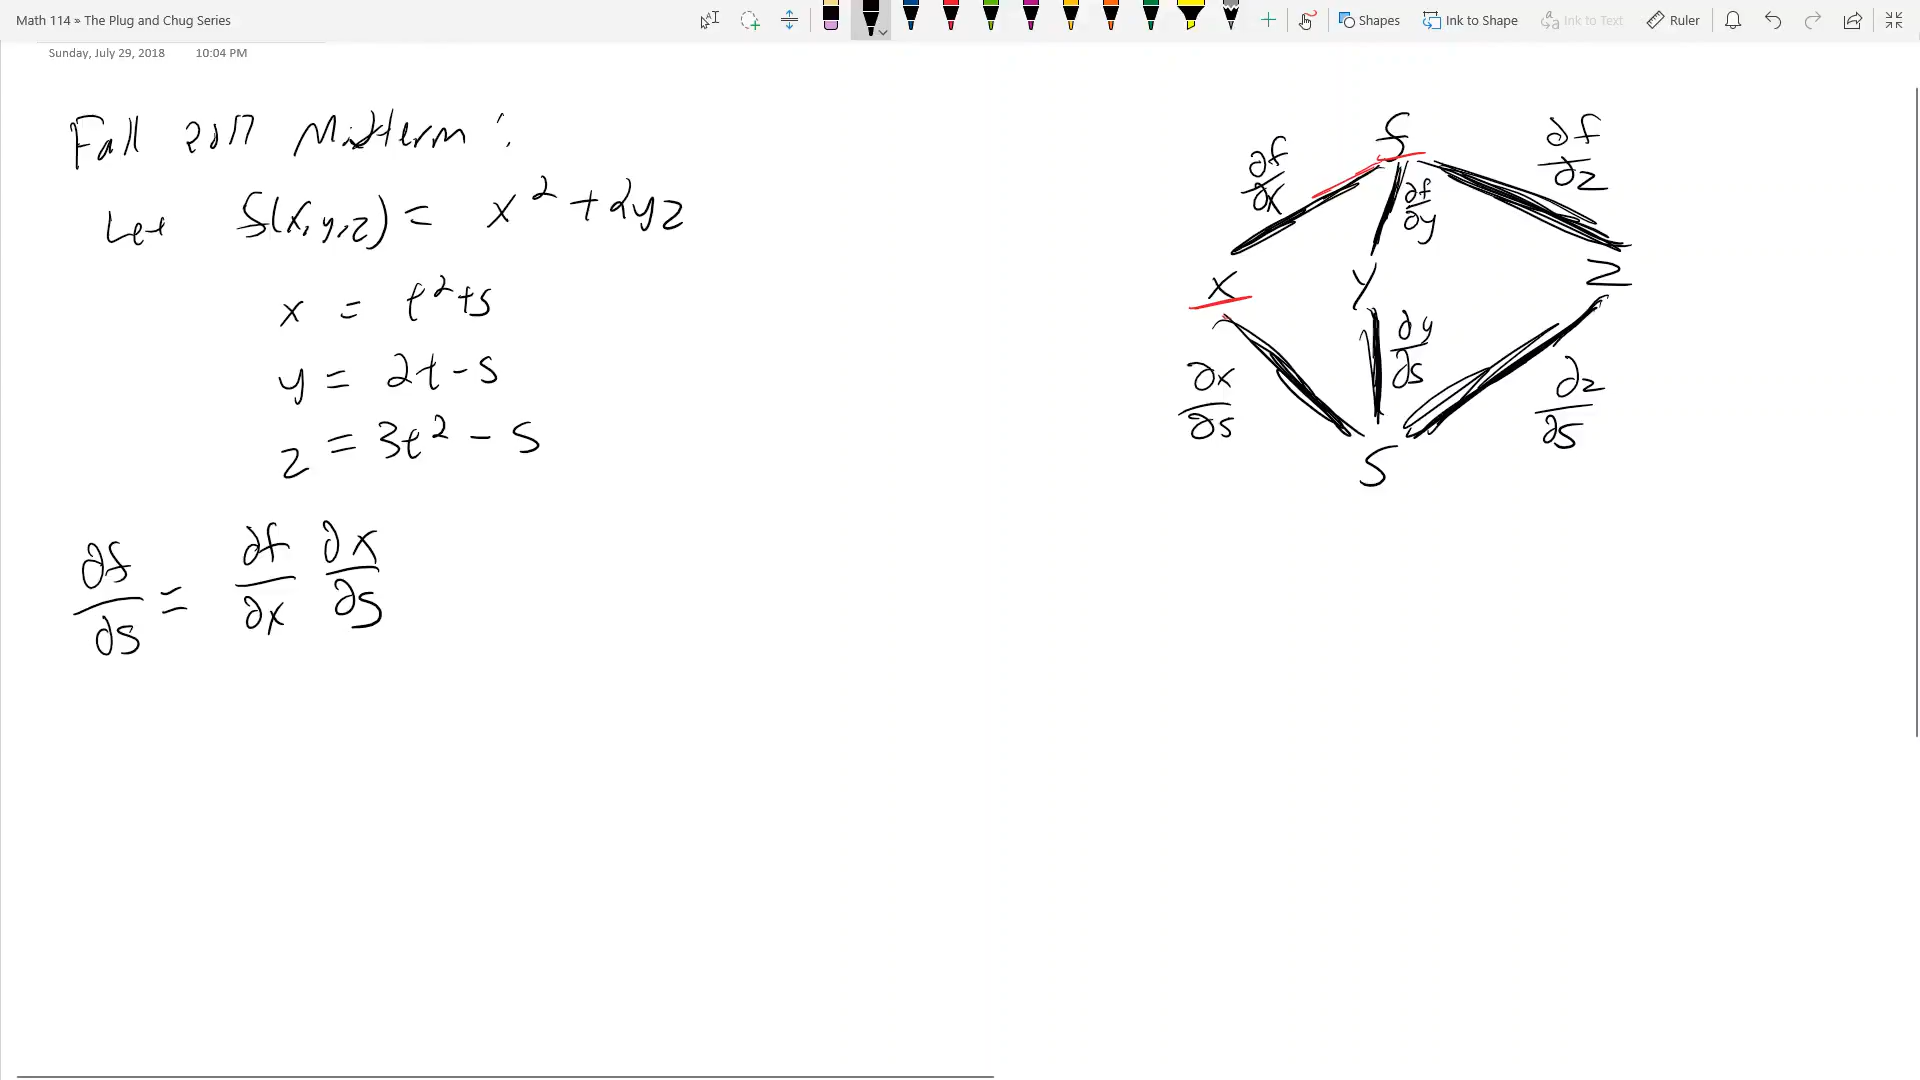 Math 114 » The Plug and Chug Series
Shapes
Ink to Shape
Ink to Text
Ruler
Sunday, July 29, 2018 10:04 PM
Fall 2017 Midterm :
Let f(x,y,z) = x² + 2yz
x = t²+s
y = 2t - s
z = 3t² - s
∂f/∂s = ∂f/∂x ∂x/∂s
f
∂f/∂x ∂f/∂y ∂f/∂z
x y z
∂x/∂s ∂y/∂s ∂z/∂s
s